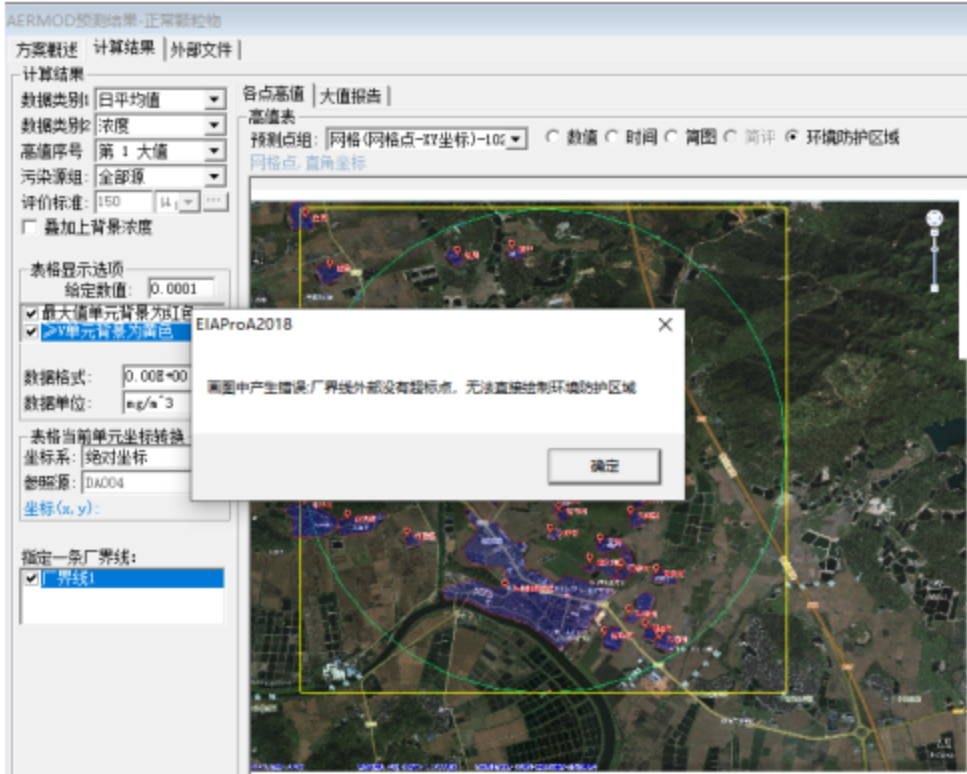 AERMOD预测结果-正常颗粒物
方案概述 计算结果 外部文件
计算结果
数据类别1 日平均值
数据类别2 浓度
高值序号 第 1 大值
污染源组: 全部源
评价标准: 150
叠加上背景浓度
各点高值 大值报告
高值表
预测点组: 网格(网格点-XY坐标)-102
数值 时间 简图 简评 环境防护区域
网格点,直角坐标
表格显示选项
给定数值: 0.0001
最大值单元背景为红色
≥V单元背景为黄色
数据格式: 0.00E+00
数据单位: mg/m^3
表格当前单元坐标转换
坐标系: 绝对坐标
参照源: DA004
坐标(x,y):
指定一条厂界线:
厂界线1
EIAProA2018
画图中产生错误:厂界线外部没有超标点。无法直接绘制环境防护区域
确定